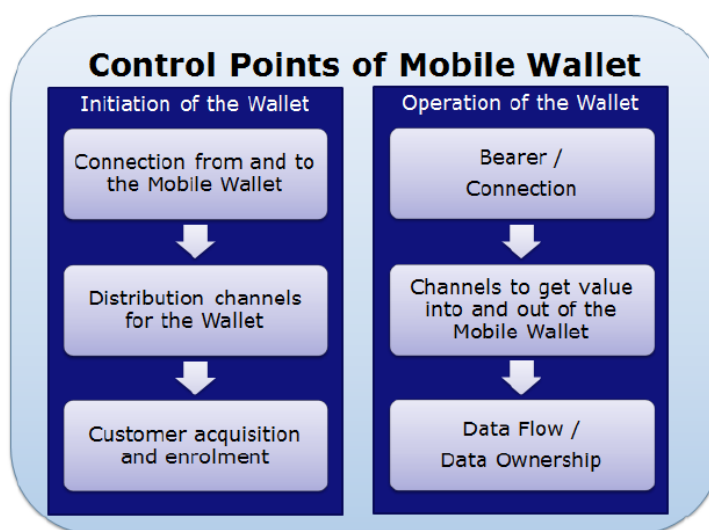 Control Points of Mobile Wallet
Initiation of the Wallet
Connection from and to
the Mobile Wallet
Distribution channels
for the Wallet
Customer acquisition
and enrolment
Operation of the Wallet
Bearer /
Connection
Channels to get value
into and out of the
Mobile Wallet
Data Flow /
Data Ownership